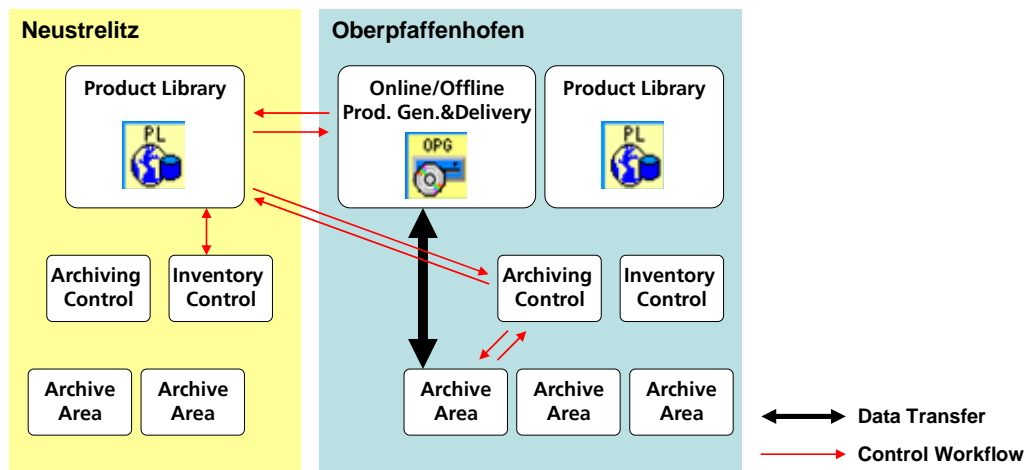 Neustrelitz
Oberpfaffenhofen
Product Library
PL
Online/Offline
Prod. Gen.&Delivery
OPG
Product Library
PL
Archiving
Control
Inventory
Control
Archiving
Control
Inventory
Control
Archive
Area
Archive
Area
Archive
Area
Archive
Area
Archive
Area
Data Transfer
Control Workflow